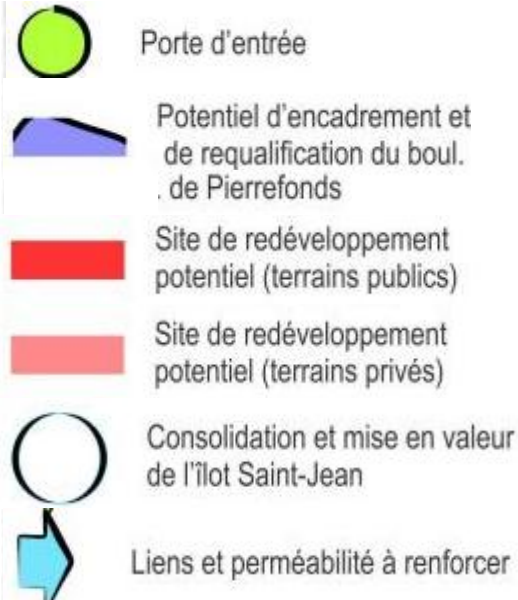 Porte d'entrée
Potentiel d'encadrement et
de requalification du boul.
. de Pierrefonds
Site de redéveloppement
potentiel (terrains publics)
Site de redéveloppement
potentiel (terrains privés)
Consolidation et mise en valeur
de l'îlot Saint-Jean
Liens et perméabilité à renforcer